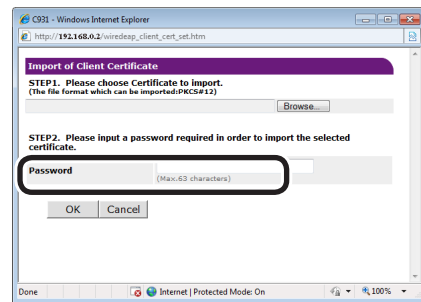 C931 - Windows Internet Explorer
http://192.168.0.2/wiredeap_client_cert_set.htm
Import of Client Certificate
STEP1. Please choose Certificate to import.
(The file format which can be imported:PKCS#12)
Browse...
STEP2. Please input a password required in order to import the selected
certificate.
Password
(Max.63 characters)
OK Cancel
Done Internet | Protected Mode: On 100%